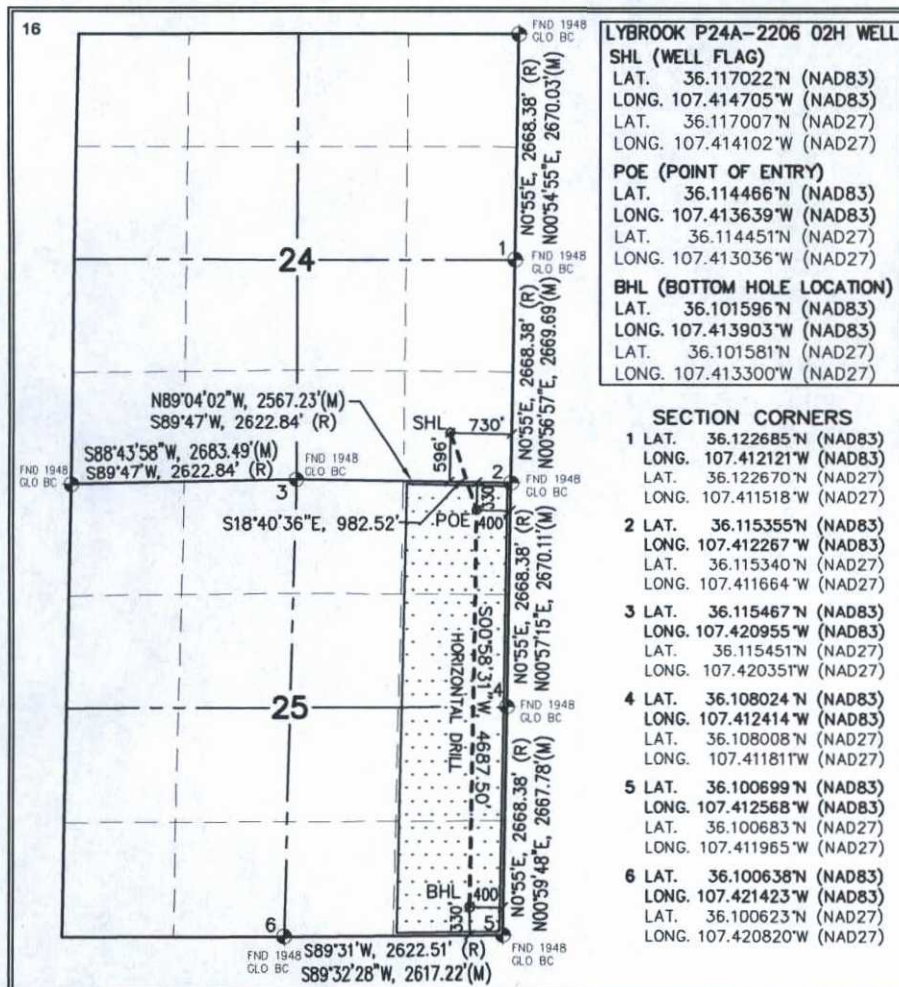 16
FND 1948
GLO BC
N0°55'E, 2668.38' (R)
N00°54'55"E, 2670.03'(M)
24
1
FND 1948
GLO BC
N0°55'E, 2668.38' (R)
N00°56'57"E, 2669.69'(M)
N89°04'02"W, 2567.23'(M)
S89°47'W, 2622.84' (R)
SHL
730'
596'
S88°43'58"W, 2683.49'(M)
S89°47'W, 2622.84' (R)
FND 1948
GLO BC
FND 1948
GLO BC
3
2
FND 1948
GLO BC
S18°40'36"E, 982.52'
POE
330'
400'
N0°55'E, 2668.38' (R)
N00°57'15"E, 2670.11'(M)
S00°58'31"W 4687.50'
HORIZONTAL DRILL
25
4
FND 1948
GLO BC
N0°55'E, 2668.38' (R)
N00°59'48"E, 2667.78'(M)
BHL
400'
330'
6
5
FND 1948
GLO BC
S89°31'W, 2622.51' (R)
S89°32'28"W, 2617.22'(M)
FND 1948
GLO BC
LYBROOK P24A-2206 02H WELL
SHL (WELL FLAG)
LAT. 36.117022°N (NAD83)
LONG. 107.414705°W (NAD83)
LAT. 36.117007°N (NAD27)
LONG. 107.414102°W (NAD27)
POE (POINT OF ENTRY)
LAT. 36.114466°N (NAD83)
LONG. 107.413639°W (NAD83)
LAT. 36.114451°N (NAD27)
LONG. 107.413036°W (NAD27)
BHL (BOTTOM HOLE LOCATION)
LAT. 36.101596°N (NAD83)
LONG. 107.413903°W (NAD83)
LAT. 36.101581°N (NAD27)
LONG. 107.413300°W (NAD27)
SECTION CORNERS
1 LAT. 36.122685°N (NAD83)
LONG. 107.412121°W (NAD83)
LAT. 36.122670°N (NAD27)
LONG. 107.411518°W (NAD27)
2 LAT. 36.115355°N (NAD83)
LONG. 107.412267°W (NAD83)
LAT. 36.115340°N (NAD27)
LONG. 107.411664°W (NAD27)
3 LAT. 36.115467°N (NAD83)
LONG. 107.420955°W (NAD83)
LAT. 36.115451°N (NAD27)
LONG. 107.420351°W (NAD27)
4 LAT. 36.108024°N (NAD83)
LONG. 107.412414°W (NAD83)
LAT. 36.108008°N (NAD27)
LONG. 107.411811°W (NAD27)
5 LAT. 36.100699°N (NAD83)
LONG. 107.412568°W (NAD83)
LAT. 36.100683°N (NAD27)
LONG. 107.411965°W (NAD27)
6 LAT. 36.100638°N (NAD83)
LONG. 107.421423°W (NAD83)
LAT. 36.100623°N (NAD27)
LONG. 107.420820°W (NAD27)